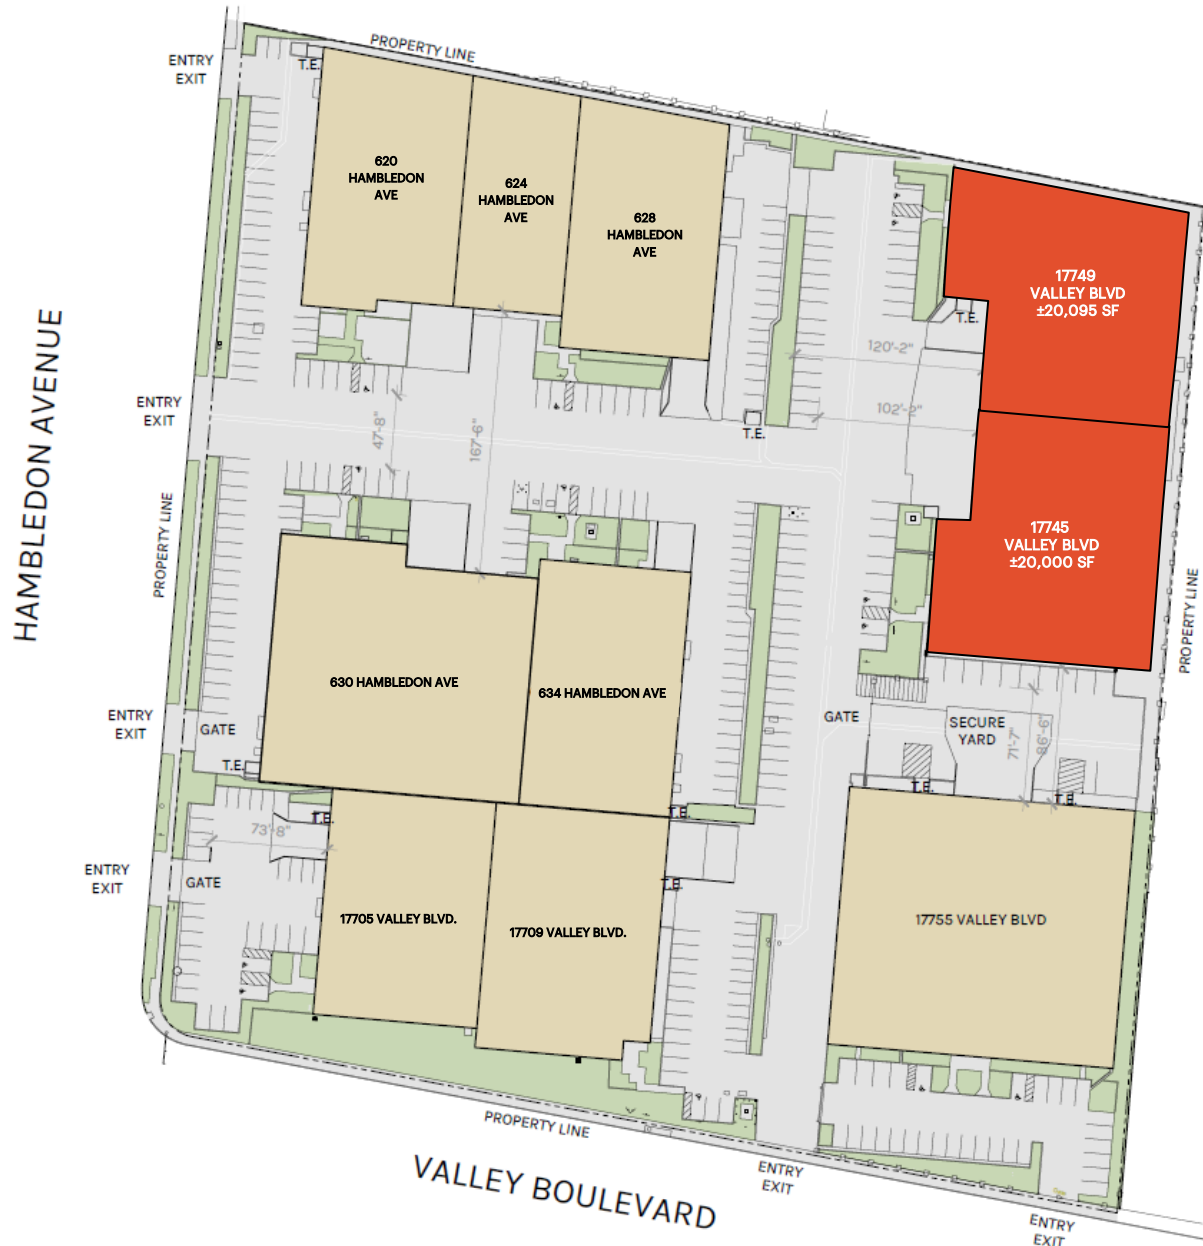 PROPERTY LINE
ENTRY
EXIT
T.E.
620
HAMBLEDON
AVE
624
HAMBLEDON
AVE
628
HAMBLEDON
AVE
17749
VALLEY BLVD
±20,095 SF
T.E.
120'-2"
102'-2"
HAMBLEDON AVENUE
ENTRY
EXIT
47'-8"
167'-6"
T.E.
PROPERTY LINE
17745
VALLEY BLVD
±20,000 SF
PROPERTY LINE
630 HAMBLEDON AVE
634 HAMBLEDON AVE
ENTRY
EXIT
GATE
T.E.
GATE
SECURE
YARD
71'-7"
86'-6"
T.E.
T.E.
T.E.
73'-8"
T.E.
ENTRY
EXIT
GATE
T.E.
17705 VALLEY BLVD.
17709 VALLEY BLVD.
17755 VALLEY BLVD
PROPERTY LINE
VALLEY BOULEVARD
ENTRY
EXIT
ENTRY
EXIT